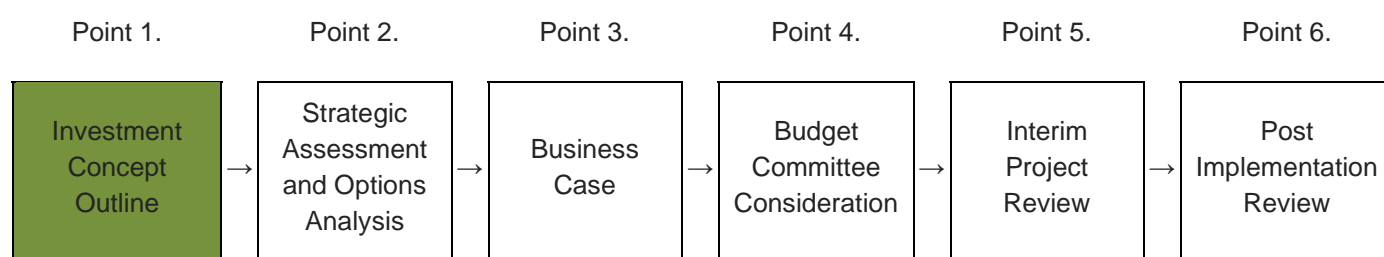 Point 1.
Point 2.
Point 3.
Point 4.
Point 5.
Point 6.
Investment
Concept
Outline
→
Strategic
Assessment
and Options
Analysis
→
Business
Case
→
Budget
Committee
Consideration
→
Interim
Project
Review
→
Post
Implementation
Review